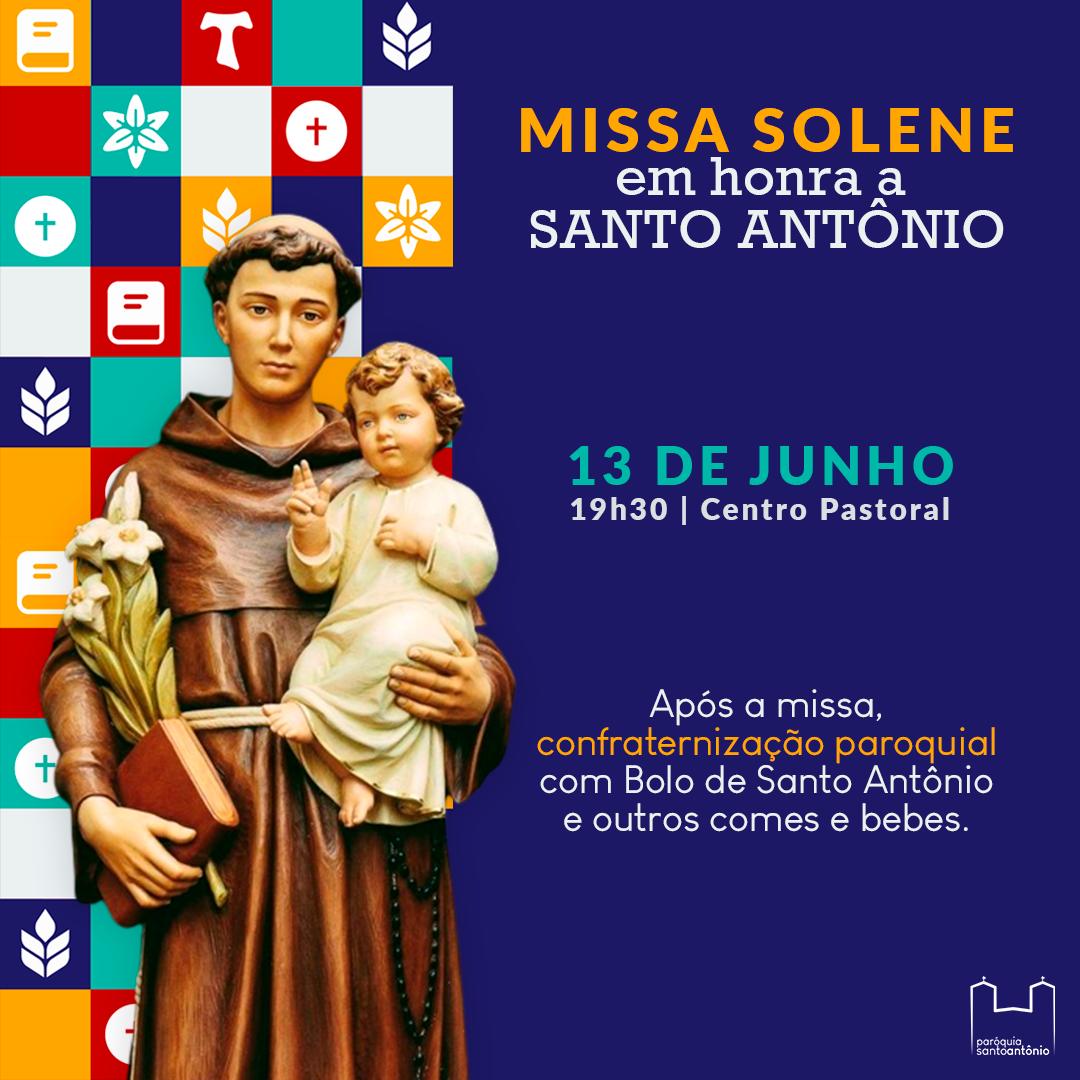 MISSA SOLENE
em honra a
SANTO ANTÔNIO
13 DE JUNHO
19h30 | Centro Pastoral
Após a missa,
confraternização paroquial
com Bolo de Santo Antônio
e outros comes e bebes.
paróquia
santoantônio